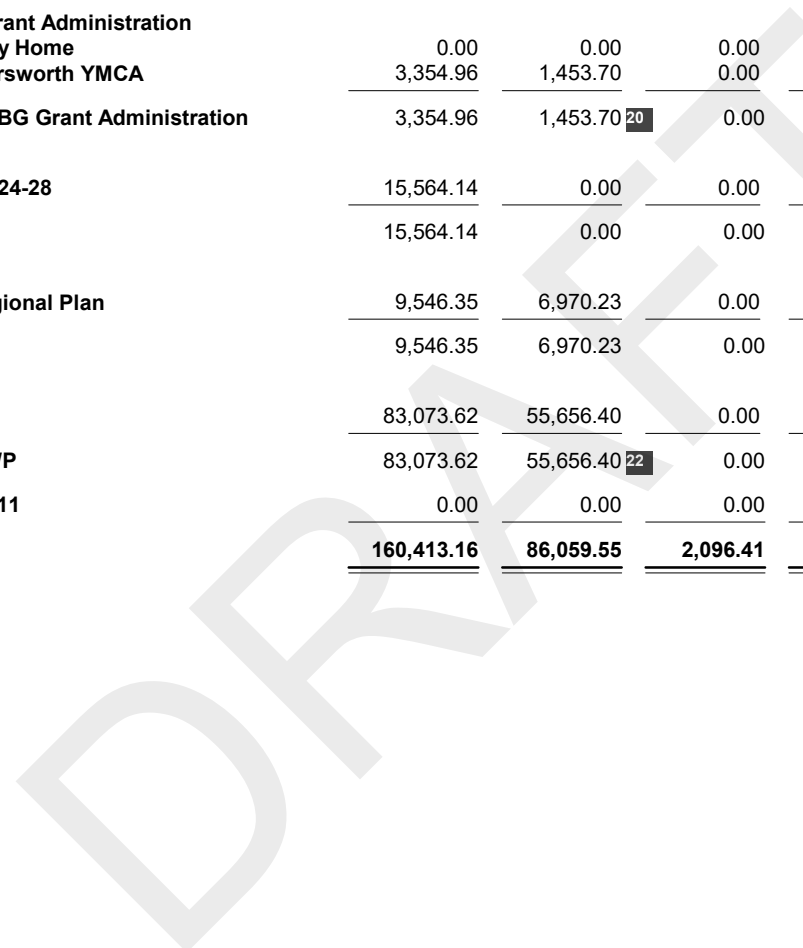 rant Administration
y Home 0.00 0.00 0.00
rsworth YMCA 3,354.96 1,453.70 0.00
BG Grant Administration 3,354.96 1,453.70 20 0.00
24-28 15,564.14 0.00 0.00
15,564.14 0.00 0.00
gional Plan 9,546.35 6,970.23 0.00
9,546.35 6,970.23 0.00
83,073.62 55,656.40 0.00
/P 83,073.62 55,656.40 22 0.00
11 0.00 0.00 0.00
160,413.16 86,059.55 2,096.41
DRAFT